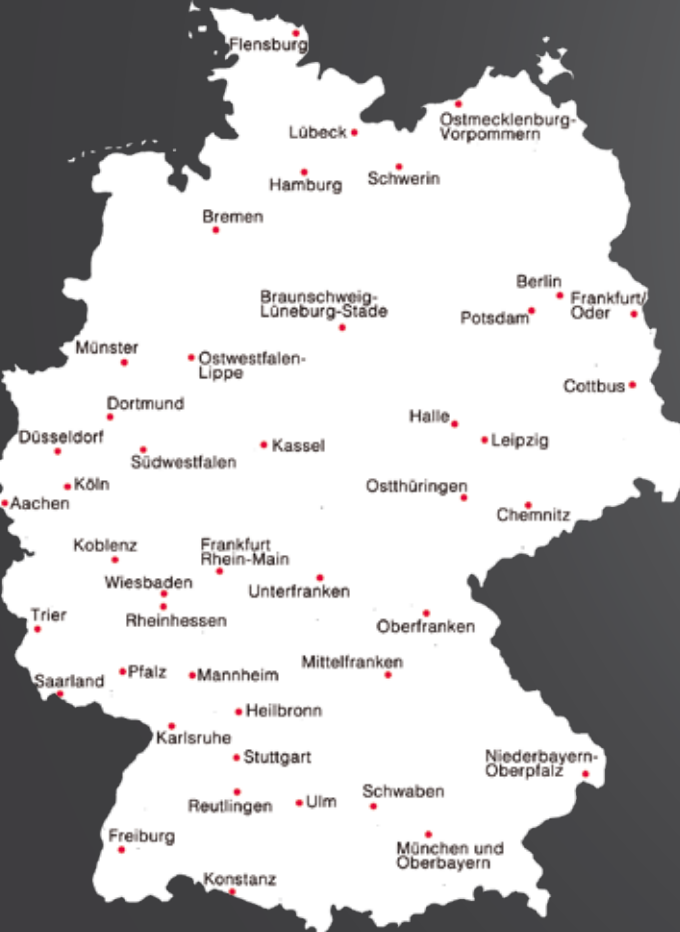 Flensburg
Ostmecklenburg-
Vorpommern
Lübeck
Hamburg
Schwerin
Bremen
Berlin
Braunschweig-
Lüneburg-Stade
Frankfurt/
Oder
Potsdam
Münster
Ostwestfalen-
Lippe
Cottbus
Dortmund
Halle
Düsseldorf
Leipzig
Kassel
Südwestfalen
Köln
Ostthüringen
Aachen
Chemnitz
Koblenz
Frankfurt
Rhein-Main
Wiesbaden
Unterfranken
Trier
Rheinhessen
Oberfranken
Mittelfranken
Pfalz
Mannheim
Saarland
Heilbronn
Karlsruhe
Stuttgart
Niederbayern-
Oberpfalz
Schwaben
Reutlingen
Ulm
Freiburg
München und
Oberbayern
Konstanz